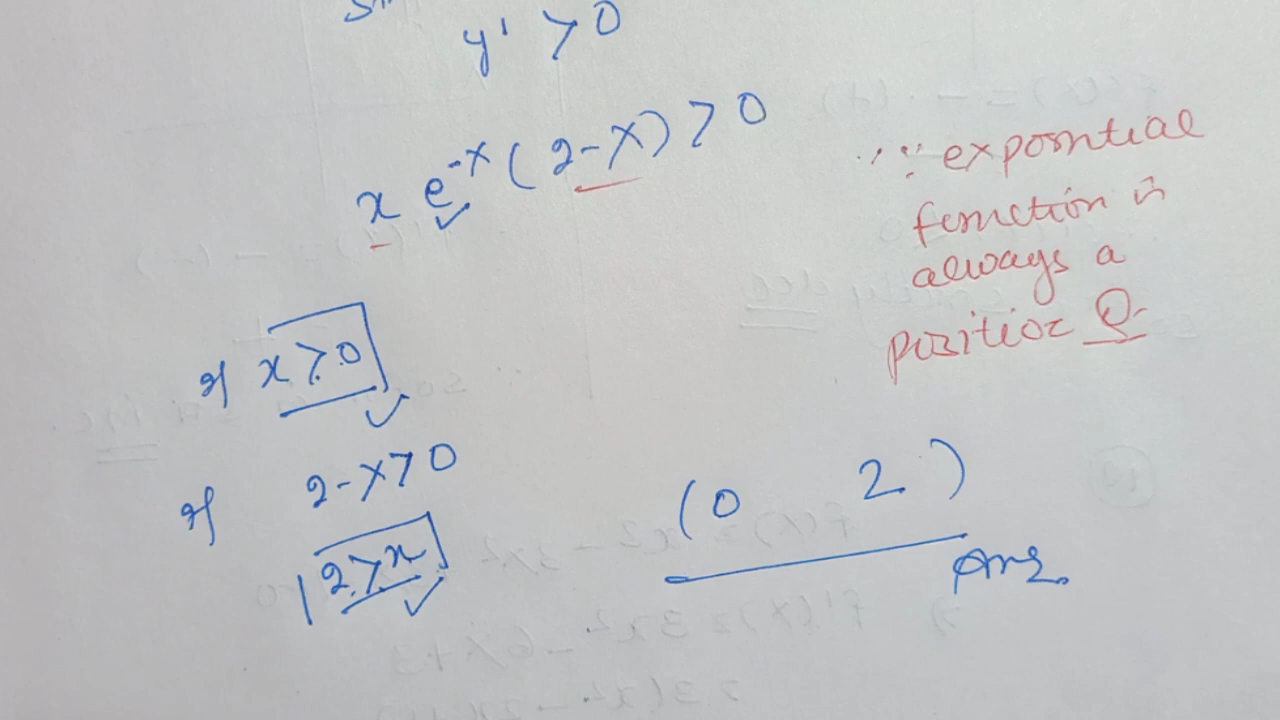 y' > 0
x e^-x (2-x) > 0
∵ exponential
function is
always a
positive
if x > 0
if 2-x > 0
2 > x
(0 2)
Ans.